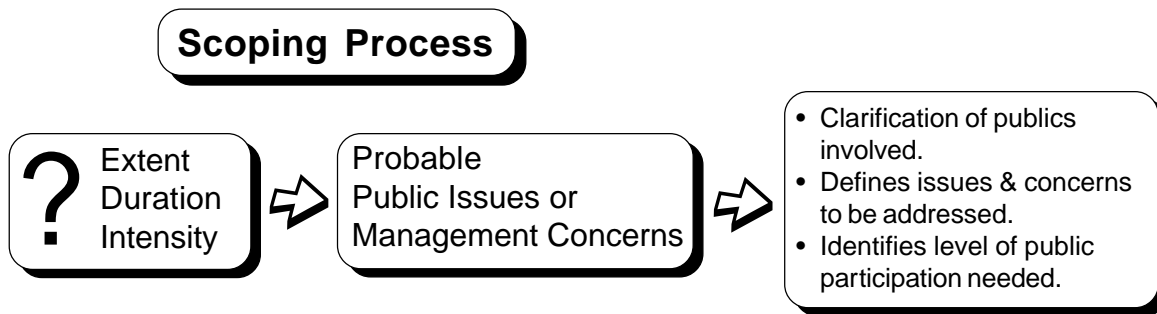 Scoping Process
?
Extent
Duration
Intensity
Probable
Public Issues or
Management Concerns
• Clarification of publics
involved.
• Defines issues & concerns
to be addressed.
• Identifies level of public
participation needed.